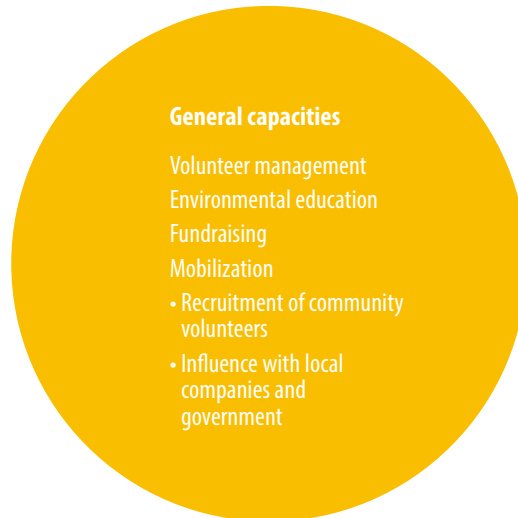 General capacities
Volunteer management
Environmental education
Fundraising
Mobilization
• Recruitment of community
volunteers
• Influence with local
companies and
government